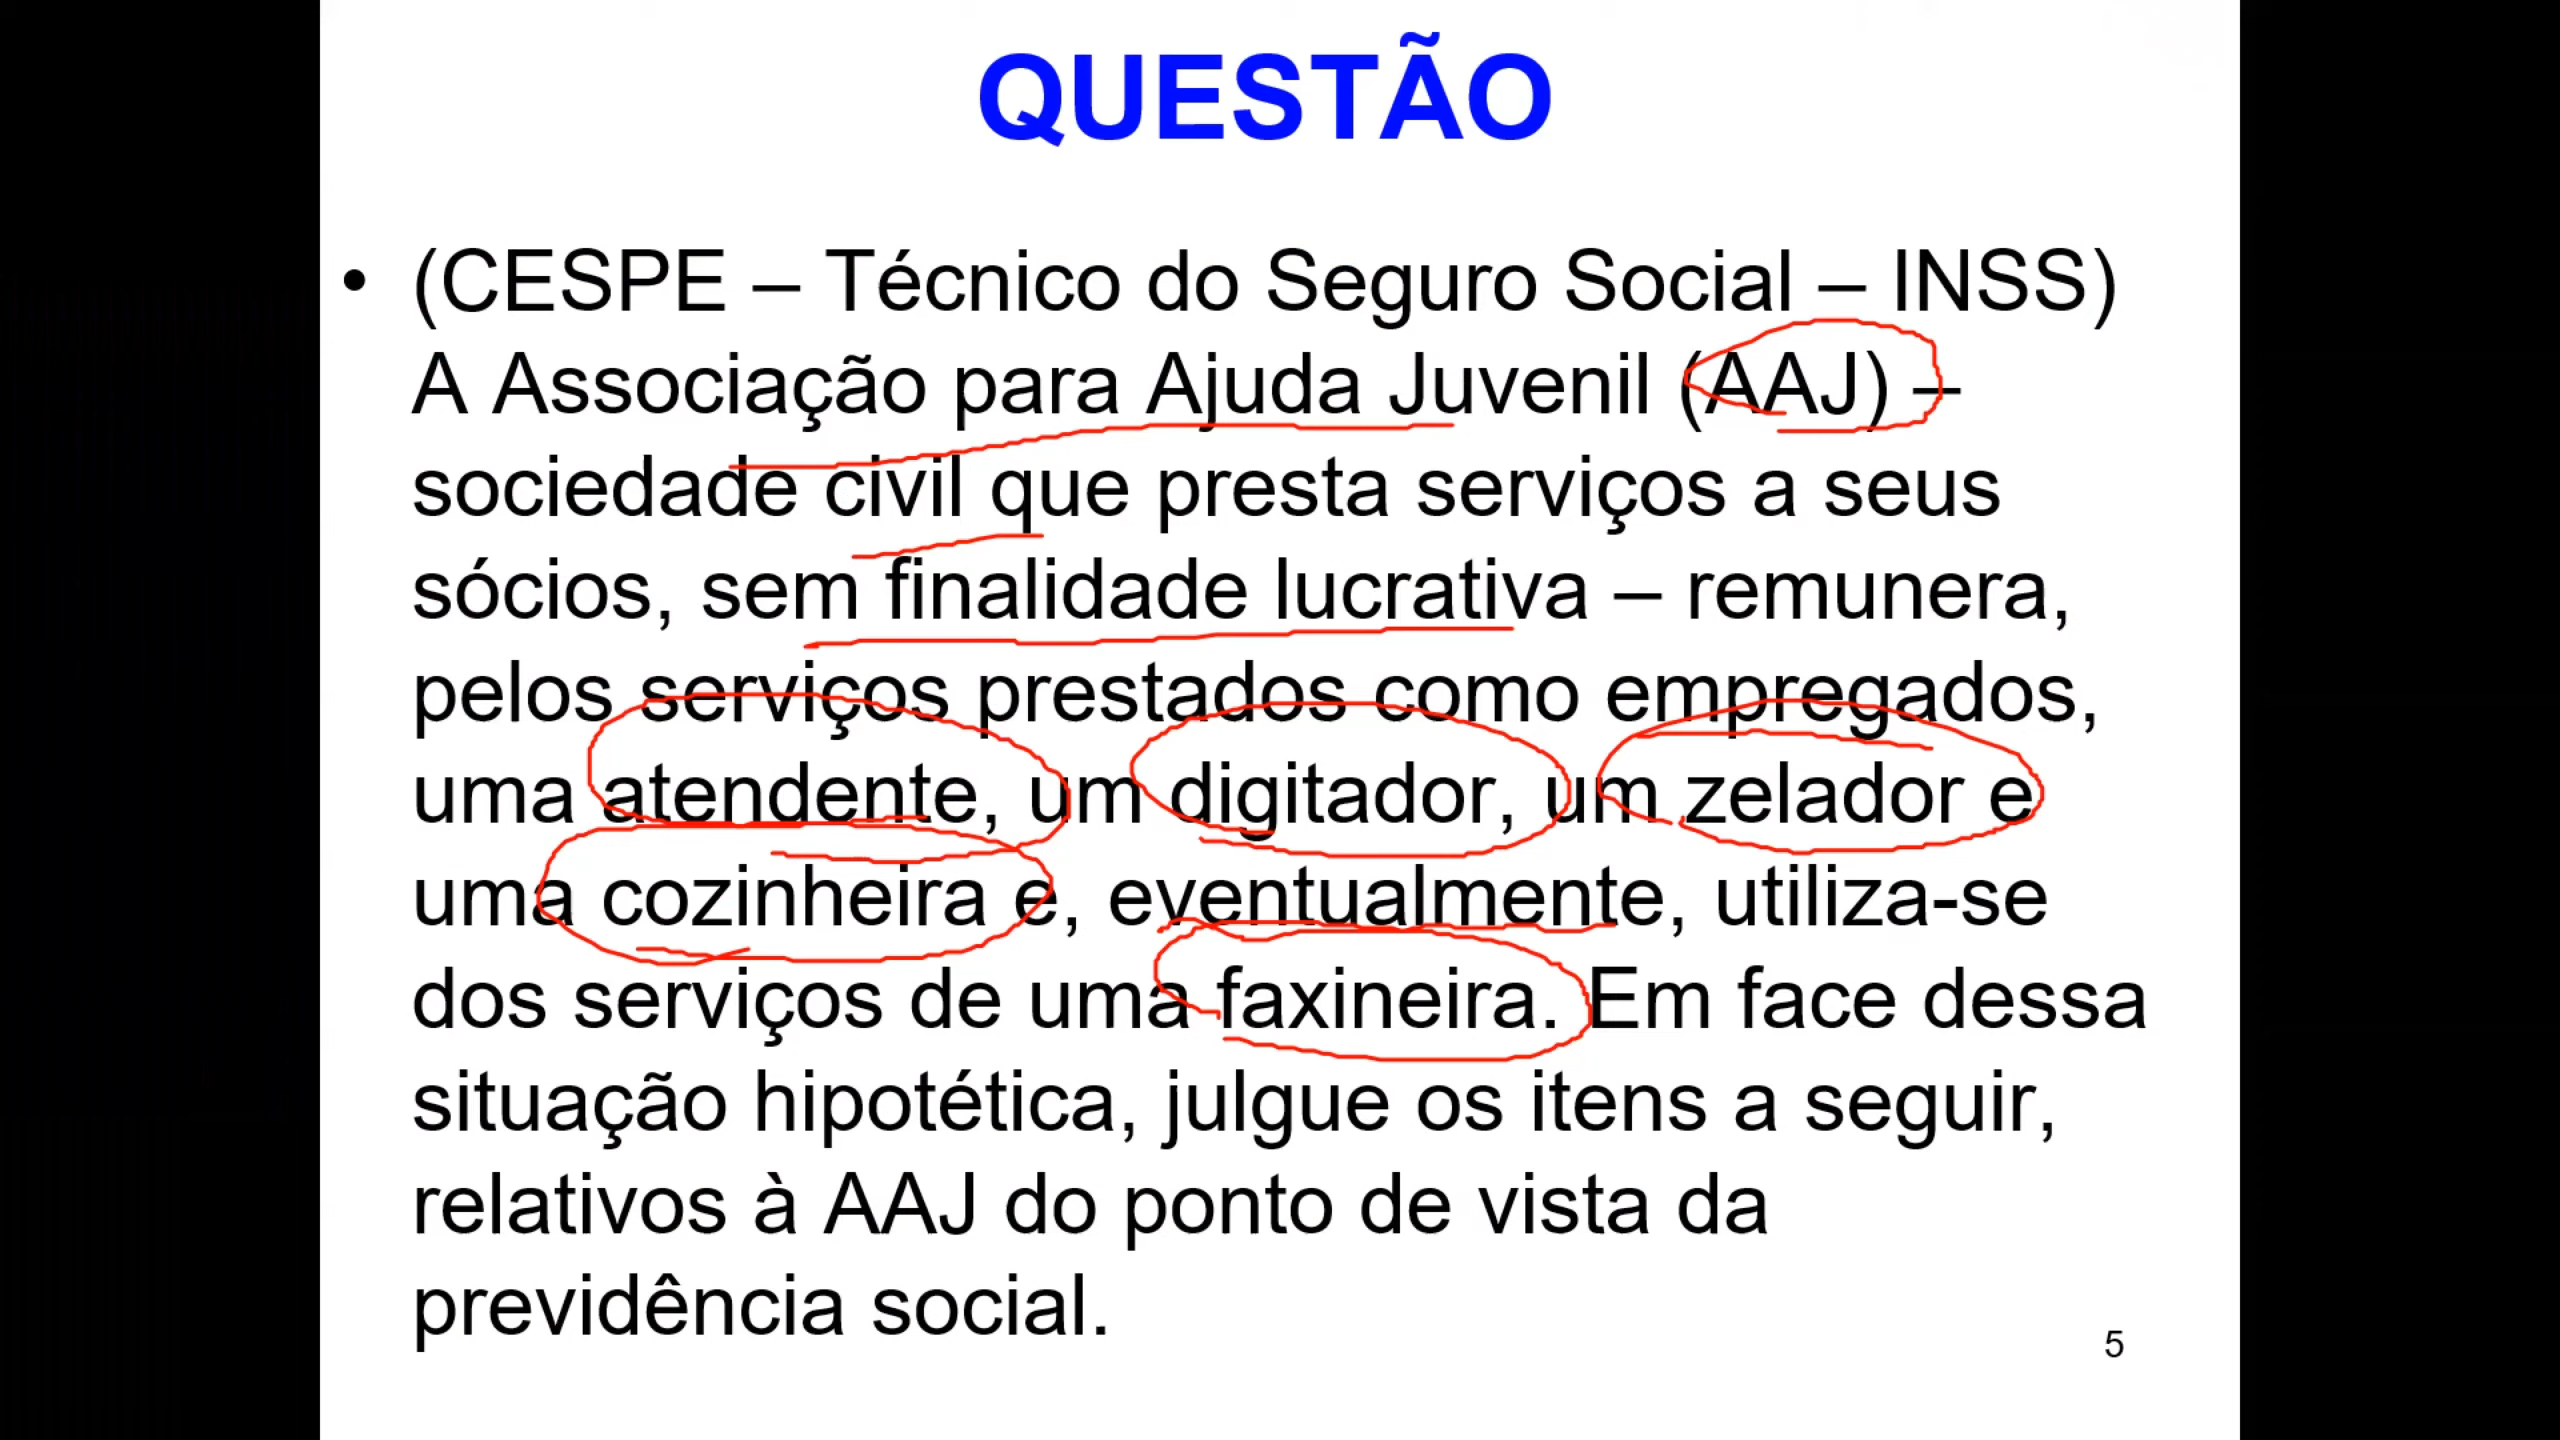 QUESTÃO
• (CESPE – Técnico do Seguro Social – INSS)
A Associação para Ajuda Juvenil (AAJ) –
sociedade civil que presta serviços a seus
sócios, sem finalidade lucrativa – remunera,
pelos serviços prestados como empregados,
uma atendente, um digitador, um zelador e
uma cozinheira e, eventualmente, utiliza-se
dos serviços de uma faxineira. Em face dessa
situação hipotética, julgue os itens a seguir,
relativos à AAJ do ponto de vista da
previdência social.
5